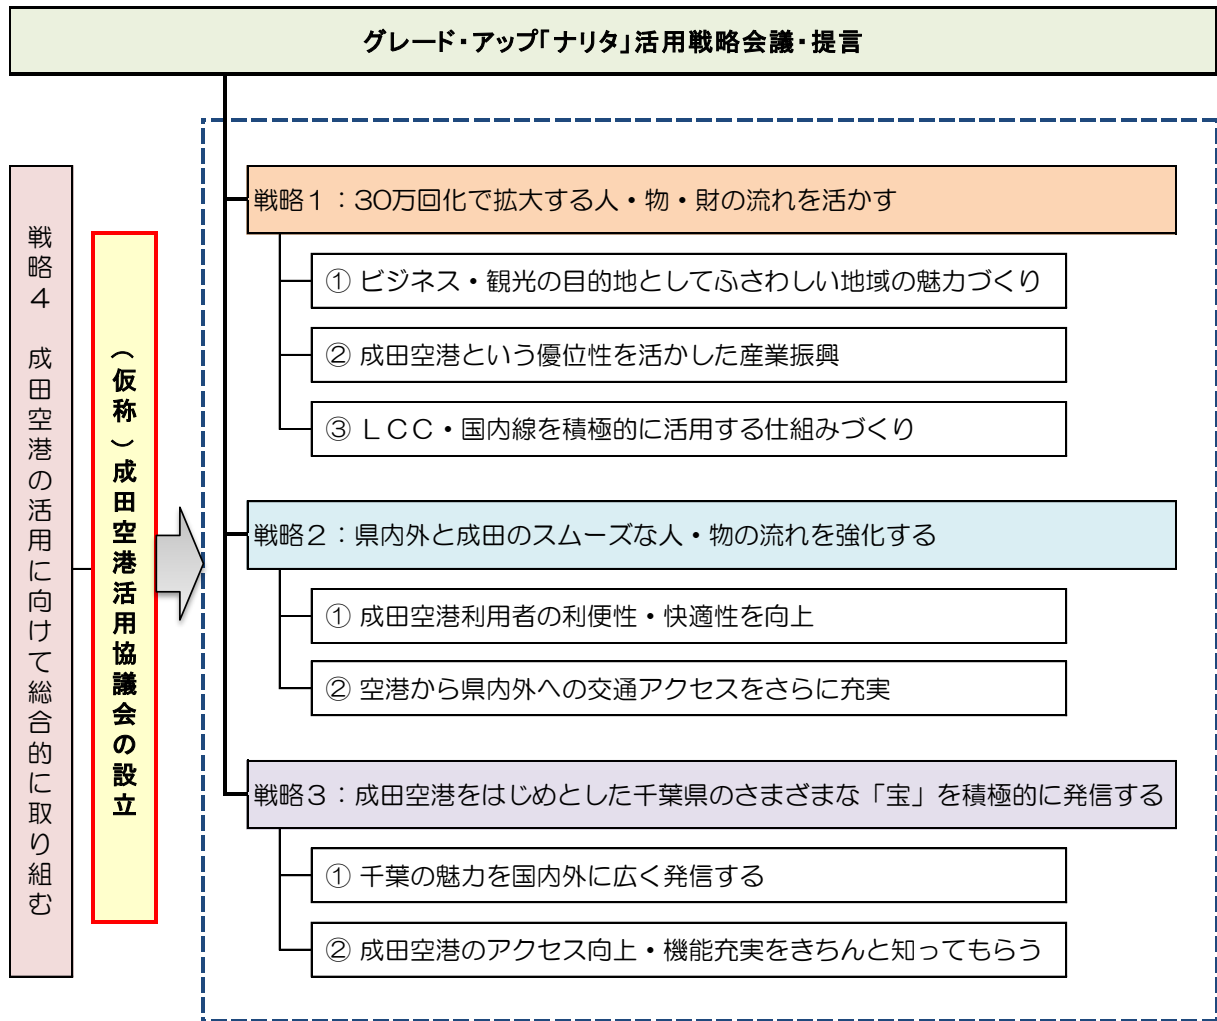 グレード・アップ「ナリタ」活用戦略会議・提言
戦略４　成田空港の活用に向けて総合的に取り組む
（仮称）成田空港活用協議会の設立
戦略１：30万回化で拡大する人・物・財の流れを活かす
① ビジネス・観光の目的地としてふさわしい地域の魅力づくり
② 成田空港という優位性を活かした産業振興
③ ＬＣＣ・国内線を積極的に活用する仕組みづくり
戦略２：県内外と成田のスムーズな人・物の流れを強化する
① 成田空港利用者の利便性・快適性を向上
② 空港から県内外への交通アクセスをさらに充実
戦略３：成田空港をはじめとした千葉県のさまざまな「宝」を積極的に発信する
① 千葉の魅力を国内外に広く発信する
② 成田空港のアクセス向上・機能充実をきちんと知ってもらう